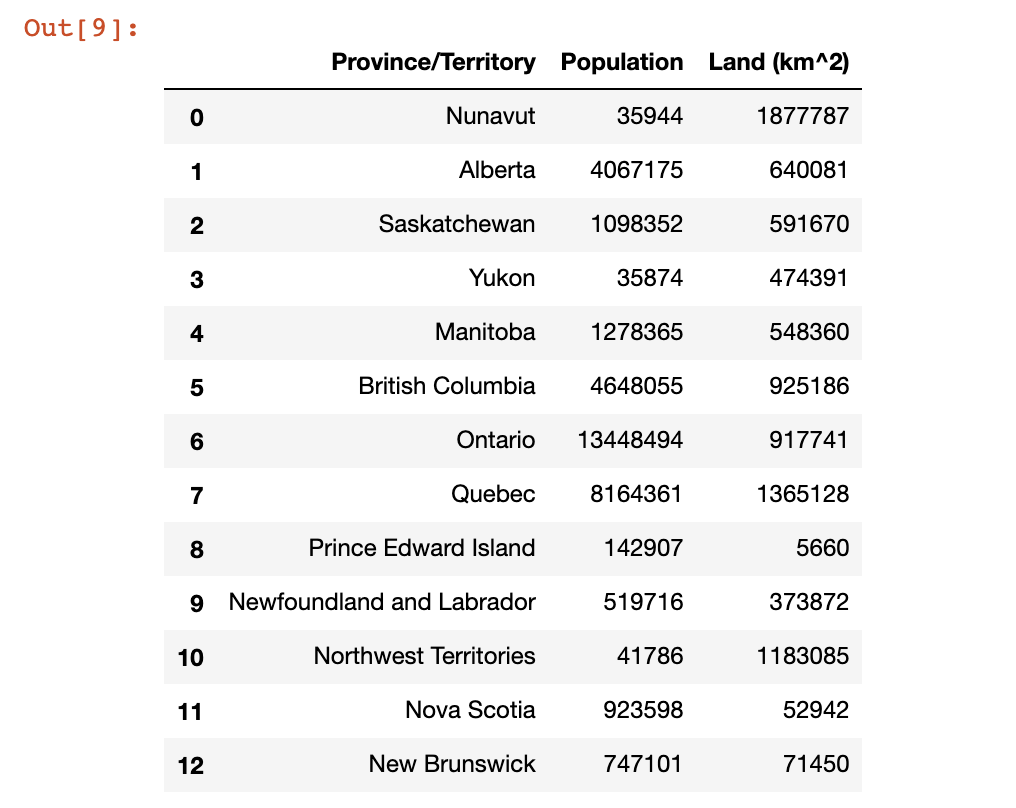 Out[9]:
Province/Territory Population Land (km^2)
0 Nunavut 35944 1877787
1 Alberta 4067175 640081
2 Saskatchewan 1098352 591670
3 Yukon 35874 474391
4 Manitoba 1278365 548360
5 British Columbia 4648055 925186
6 Ontario 13448494 917741
7 Quebec 8164361 1365128
8 Prince Edward Island 142907 5660
9 Newfoundland and Labrador 519716 373872
10 Northwest Territories 41786 1183085
11 Nova Scotia 923598 52942
12 New Brunswick 747101 71450